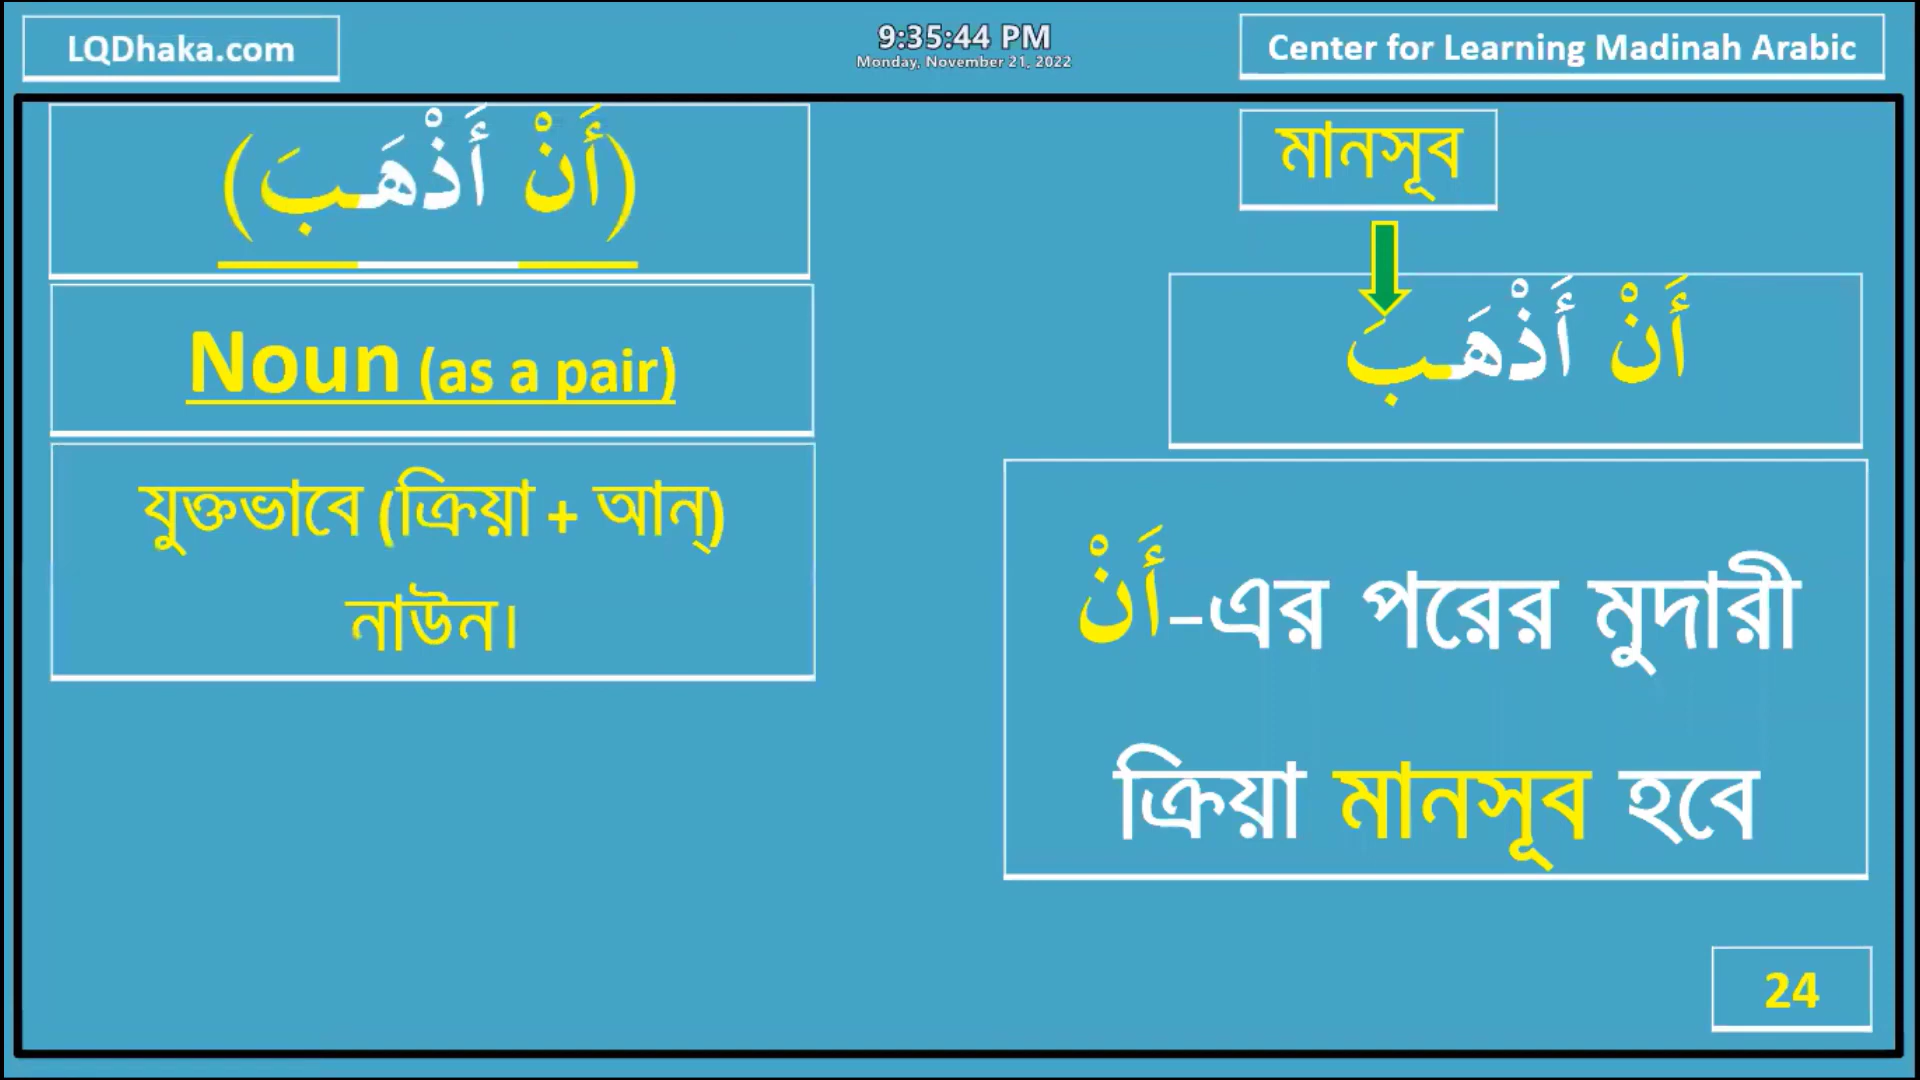 LQDhaka.com
9:35:44 PM
Monday, November 21, 2022
Center for Learning Madinah Arabic
(أَنْ أَذْهَبَ)
Noun (as a pair)
যুক্তভাবে (ক্রিয়া + আন্)
নাউন।
মানসূব
أَنْ أَذْهَبَ
أَنْ-এর পরের মুদারী
ক্রিয়া মানসূব হবে
24